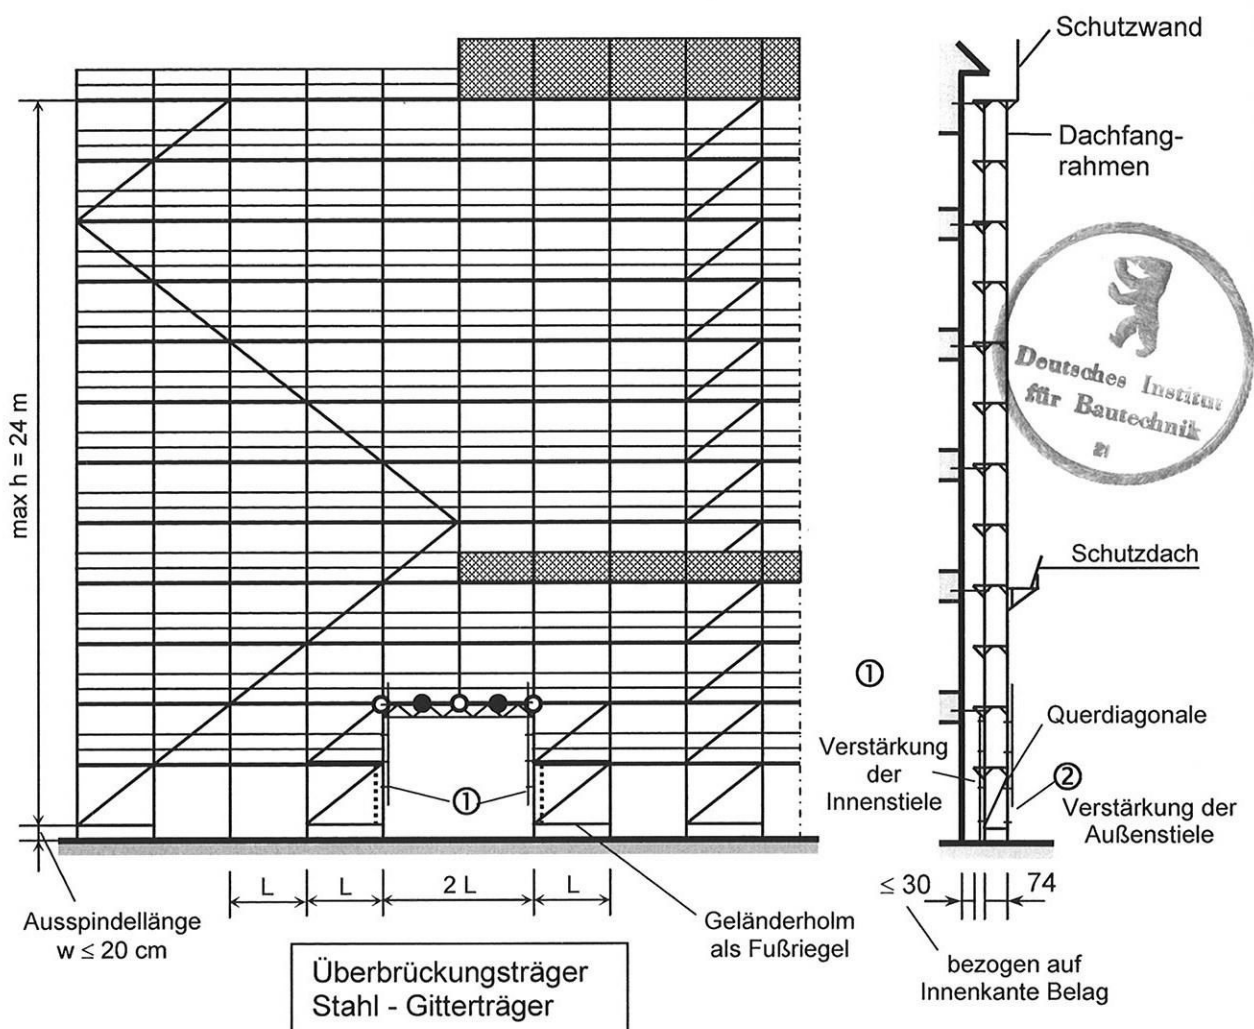 Schutzwand
Dachfang-
rahmen
Deutsches Institut
für Bautechnik
21
max h = 24 m
Schutzdach
①
Querdiagonale
Verstärkung
der
Innenstiele
②
Verstärkung der
Außenstiele
①
L
L
2 L
L
≤ 30
74
Ausspindellänge
w ≤ 20 cm
Geländerholm
als Fußriegel
bezogen auf
Innenkante Belag
Überbrückungsträger
Stahl - Gitterträger